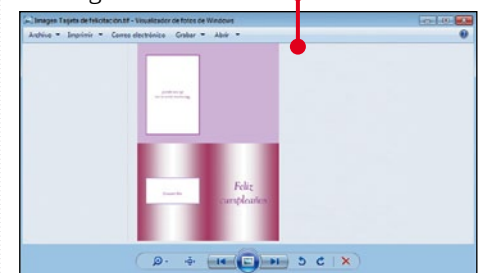 Imagen Tarjeta de felicitación.tif - Visualizador de fotos de Windows
Archivo Imprimir Correo electrónico Grabar Abrir
Feliz
cumpleaños